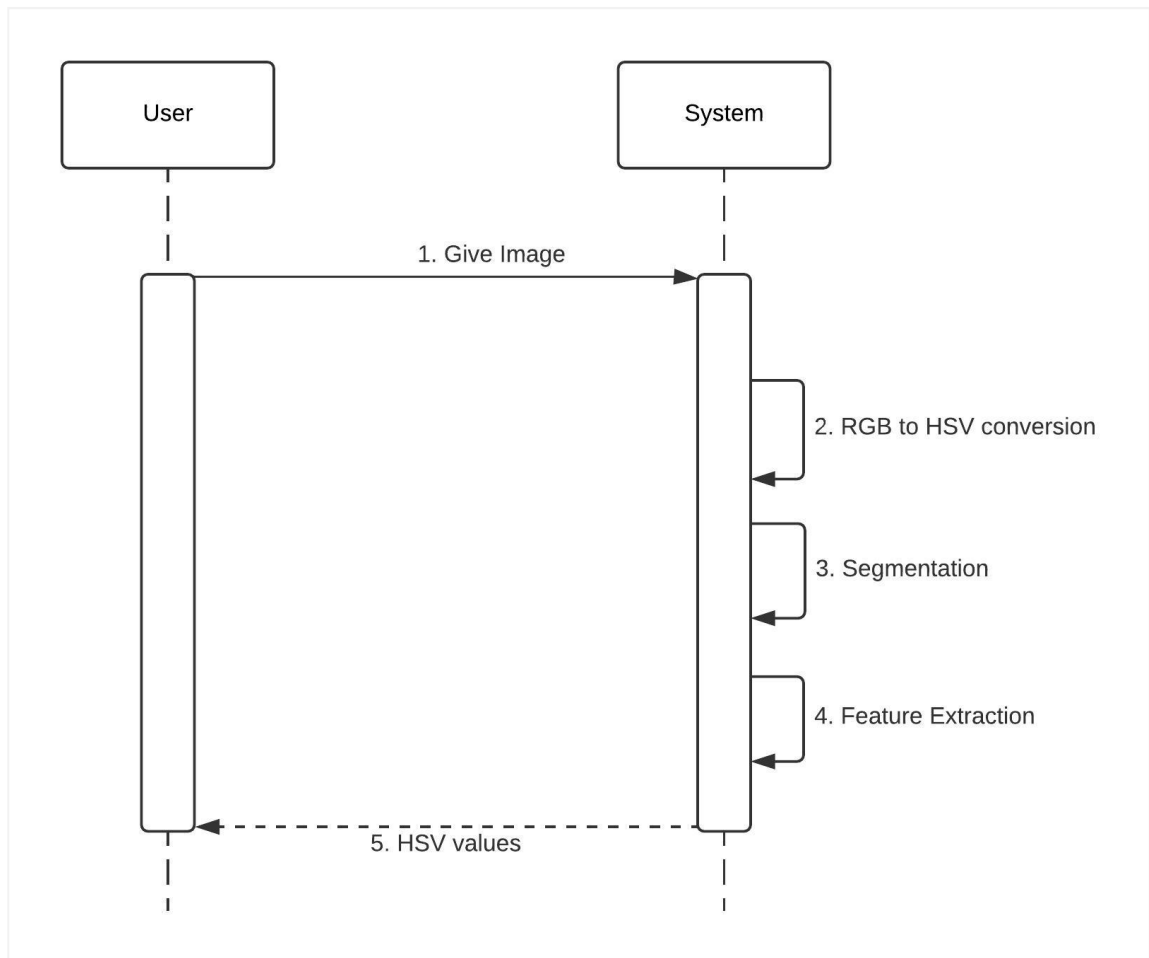 User
System
1. Give Image
2. RGB to HSV conversion
3. Segmentation
4. Feature Extraction
5. HSV values